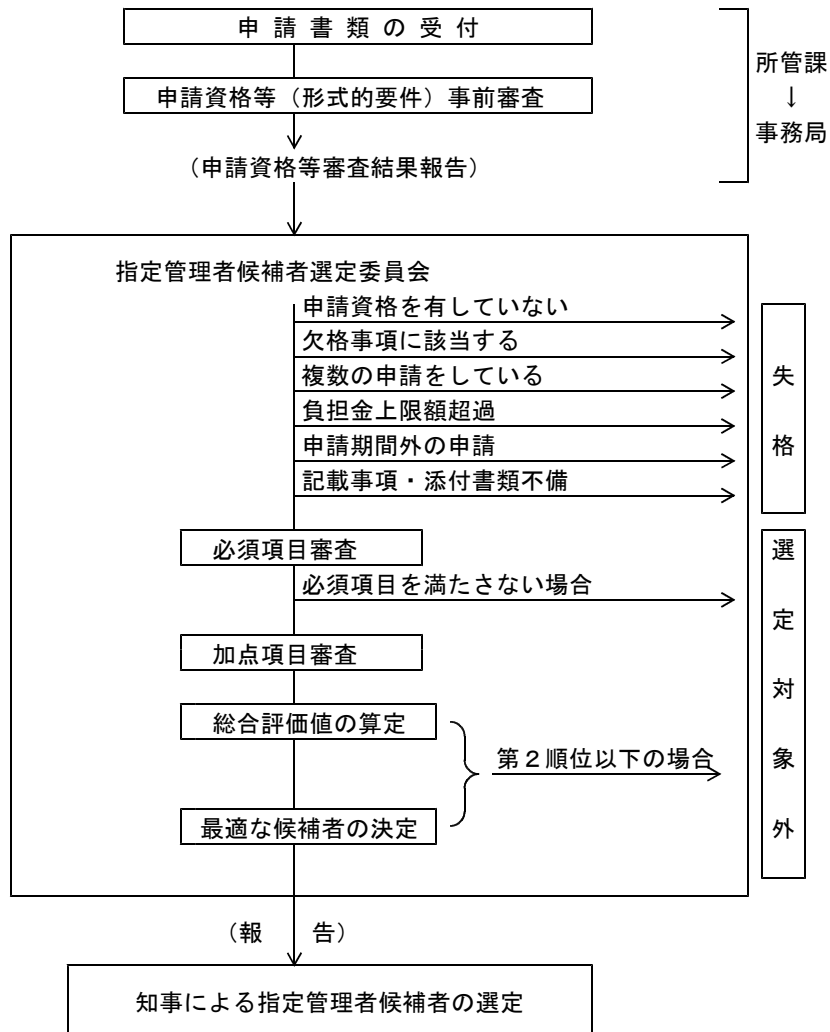 申請書類の受付
申請資格等（形式的要件）事前審査
（申請資格等審査結果報告）
所管課
↓
事務局
指定管理者候補者選定委員会
申請資格を有していない
欠格事項に該当する
複数の申請をしている
負担金上限額超過
申請期間外の申請
記載事項・添付書類不備
失格
必須項目審査
必須項目を満たさない場合
加点項目審査
総合評価値の算定
第２順位以下の場合
最適な候補者の決定
選定対象外
（報告）
知事による指定管理者候補者の選定